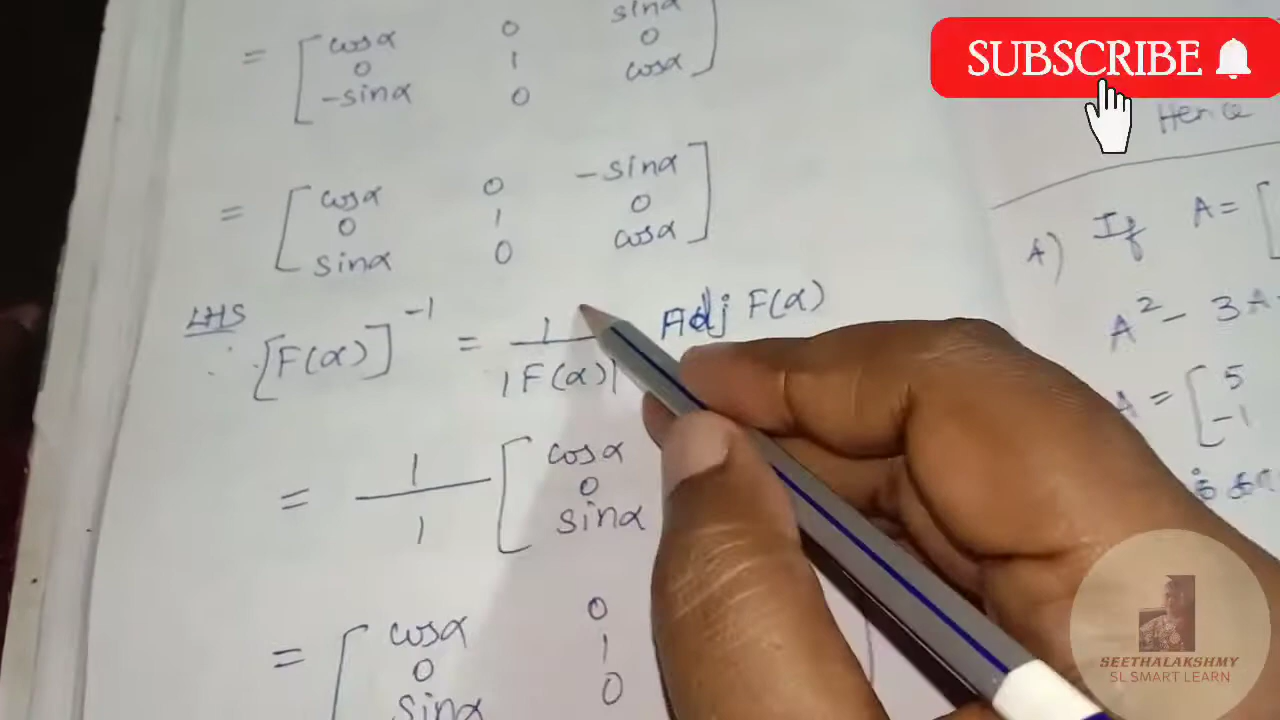 SUBSCRIBE
= [ cosα 0 sinα
0 1 0
-sinα 0 cosα ]
= [ cosα 0 -sinα
0 1 0
sinα 0 cosα ]
LHS
∴ [F(α)]⁻¹ = 1 / |F(α)| Adj F(α)
= 1/1 [ cosα
0
sinα
= [ cosα 0
0 1
sinα 0
Hence
A) If A = [
A² - 3A
A = [ 5
-1
SEETHALAKSHMY
SL SMART LEARN